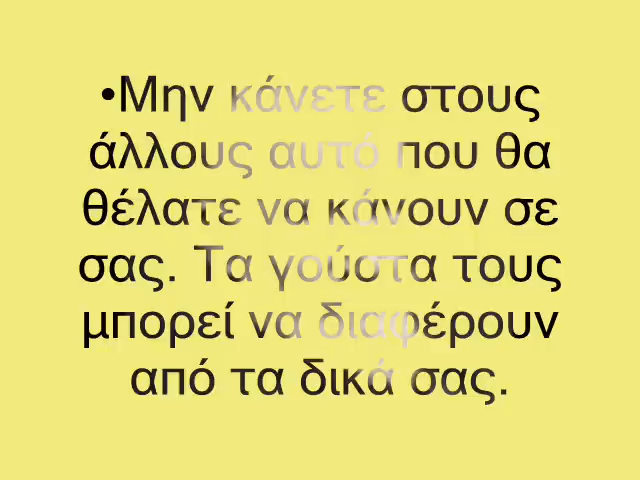 •Μην κάνετε στους
άλλους αυτό που θα
θέλατε να κάνουν σε
σας. Τα γούστα τους
μπορεί να διαφέρουν
από τα δικά σας.